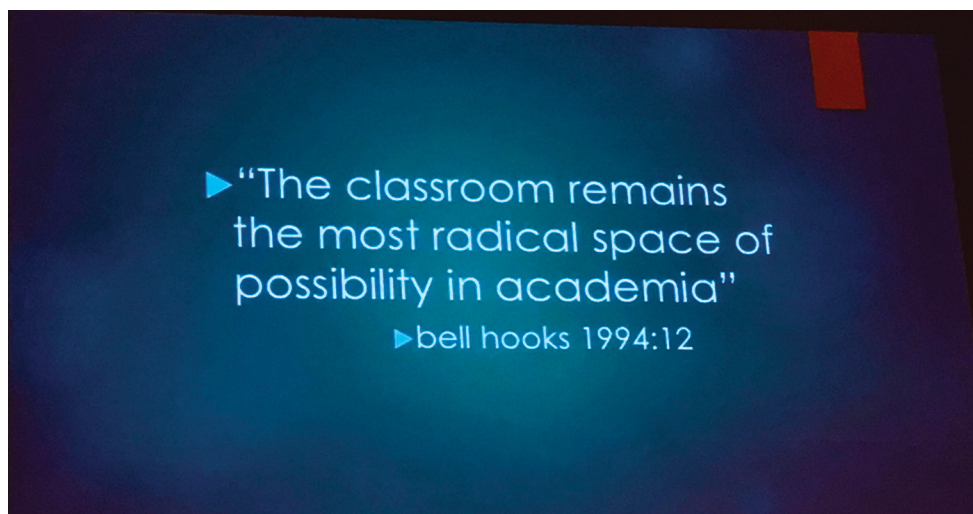 “The classroom remains
the most radical space of
possibility in academia”
bell hooks 1994:12